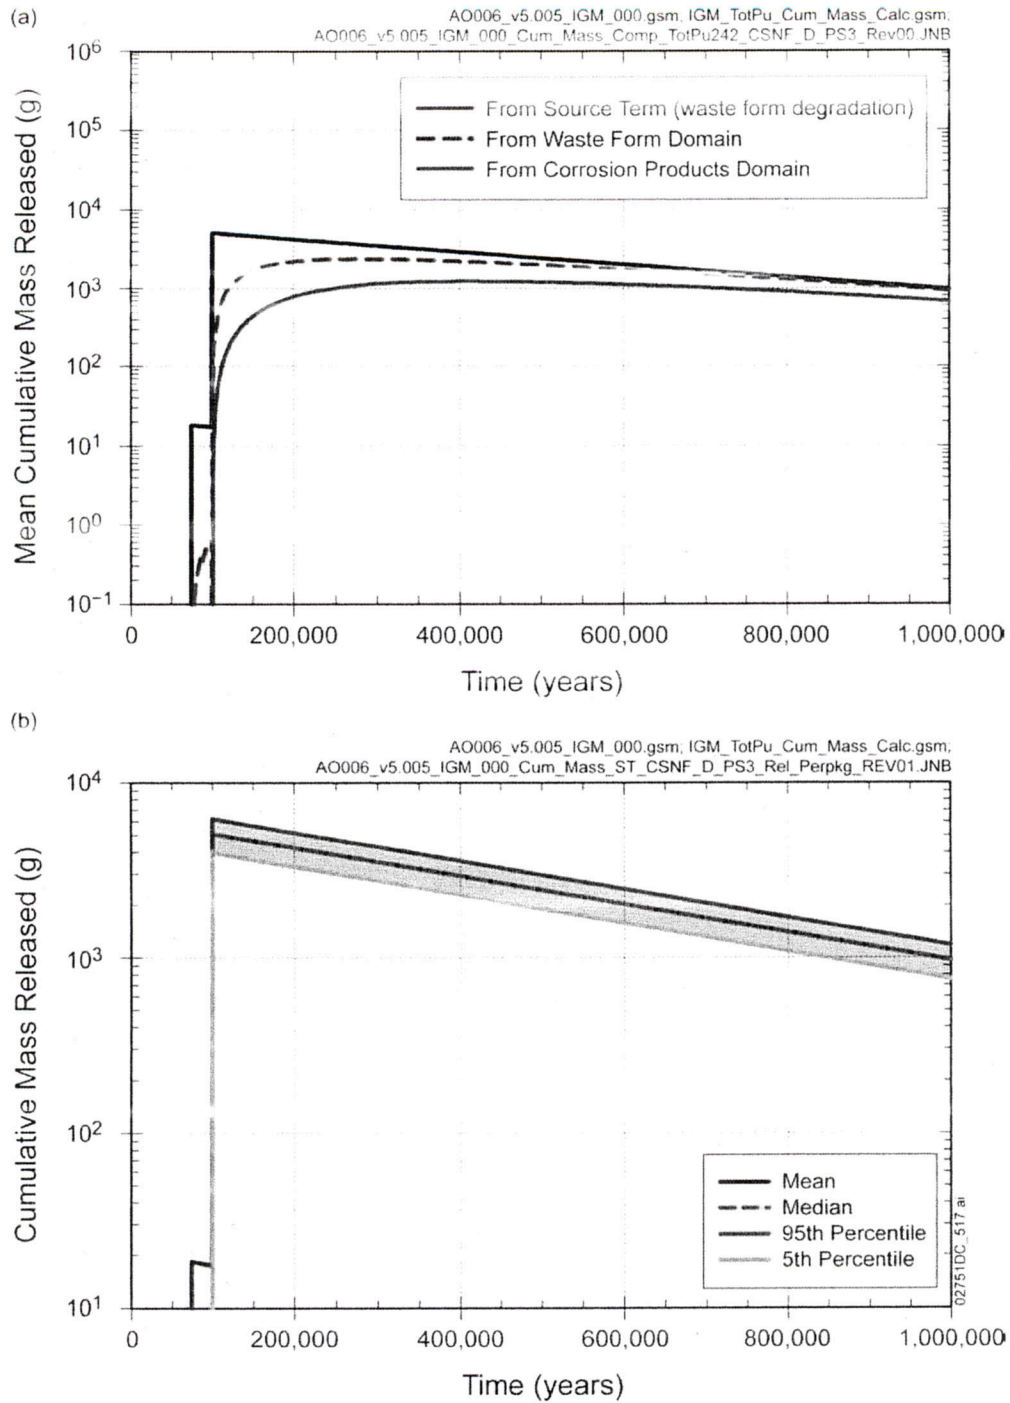 (a)
AO006_v5.005_IGM_000.gsm; IGM_TotPu_Cum_Mass_Calc.gsm;
AO006_v5.005_IGM_000_Cum_Mass_Comp_TotPu242_CSNF_D_PS3_Rev00.JNB
Mean Cumulative Mass Released (g)
10⁶
10⁵
10⁴
10³
10²
10¹
10⁰
10⁻¹
From Source Term (waste form degradation)
From Waste Form Domain
From Corrosion Products Domain
0 200,000 400,000 600,000 800,000 1,000,000
Time (years)
(b)
AO006_v5.005_IGM_000.gsm; IGM_TotPu_Cum_Mass_Calc.gsm;
AO006_v5.005_IGM_000_Cum_Mass_ST_CSNF_D_PS3_Rel_Perpkg_REV01.JNB
Cumulative Mass Released (g)
10⁴
10³
10²
10¹
Mean
Median
95th Percentile
5th Percentile
02751DC_517.ai
0 200,000 400,000 600,000 800,000 1,000,000
Time (years)